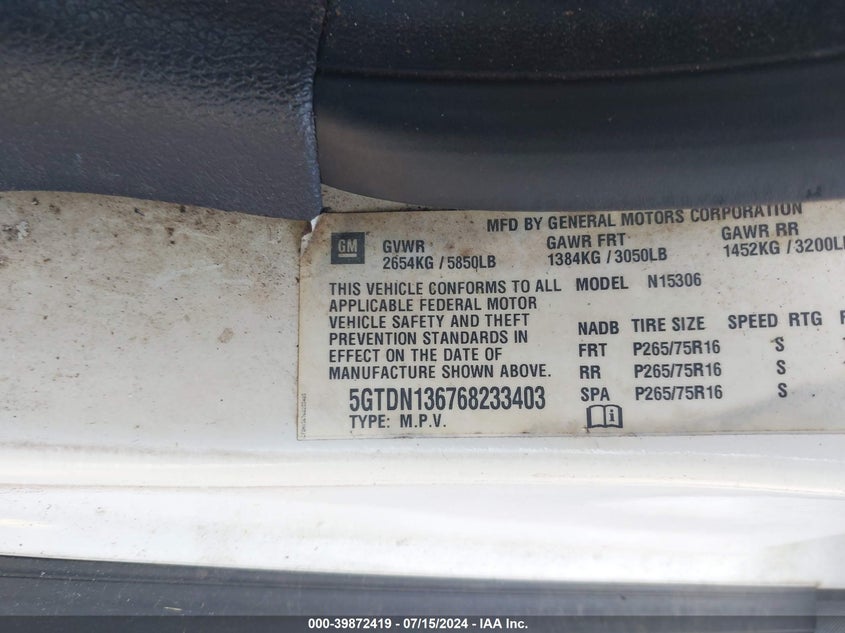 MFD BY GENERAL MOTORS CORPORATION
GM
GVWR GAWR FRT GAWR RR
2654KG / 5850LB 1384KG / 3050LB 1452KG / 3200L
THIS VEHICLE CONFORMS TO ALL
APPLICABLE FEDERAL MOTOR
VEHICLE SAFETY AND THEFT
PREVENTION STANDARDS IN
EFFECT ON THE DATE OF
MANUFACTURE SHOWN ABOVE.
5GTDN136768233403
TYPE: M.P.V.
MODEL N15306
NADB TIRE SIZE SPEED RTG
FRT P265/75R16 S
RR P265/75R16 S
SPA P265/75R16 S
000-39872419 - 07/15/2024 - IAA Inc.